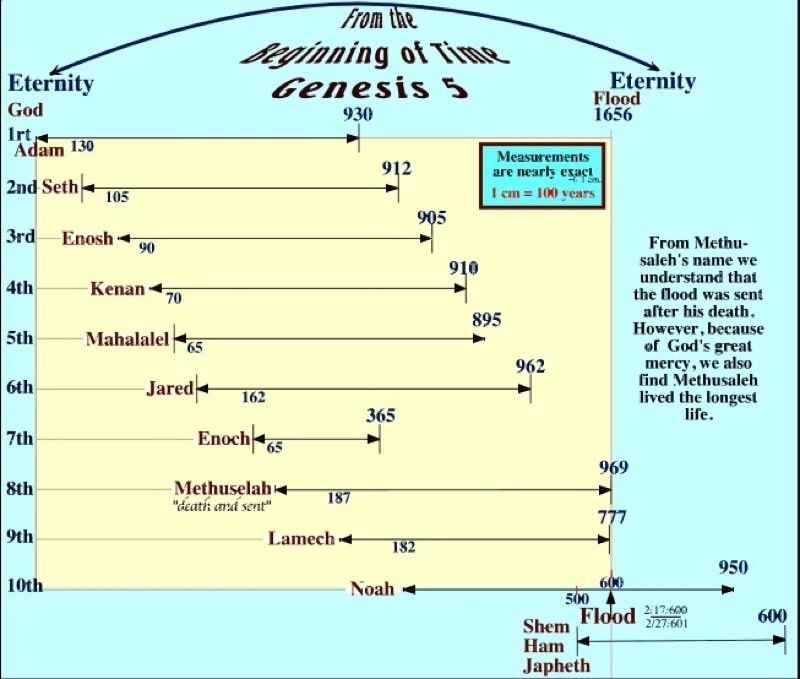 From the
Beginning of Time
Genesis 5
Eternity
Eternity
God
Flood
1656
1rt
Adam 130
930
Measurements
are nearly exact
1 cm = 100 years
2nd Seth
105
912
3rd Enosh
90
905
From Methu-
saleh's name we
understand that
the flood was sent
after his death.
However, because
of God's great
mercy, we also
find Methusaleh
lived the longest
life.
4th Kenan
70
910
5th Mahalalel
65
895
6th Jared
162
962
7th Enoch
65
365
8th Methuselah
"death and sent"
187
969
9th Lamech
182
777
10th Noah
500
600
950
Flood
2:17:600
2/27:601
Shem
Ham
Japheth
600